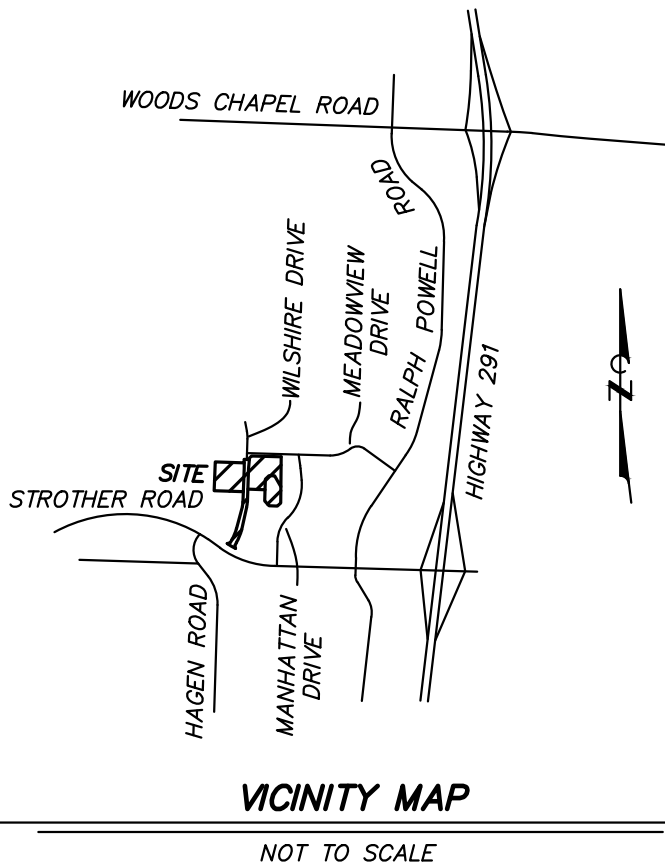 WOODS CHAPEL ROAD
ROAD
RALPH POWELL
WILSHIRE DRIVE
MEADOWVIEW
DRIVE
HIGHWAY 291
N
SITE
STROTHER ROAD
HAGEN ROAD
MANHATTAN
DRIVE
VICINITY MAP
NOT TO SCALE